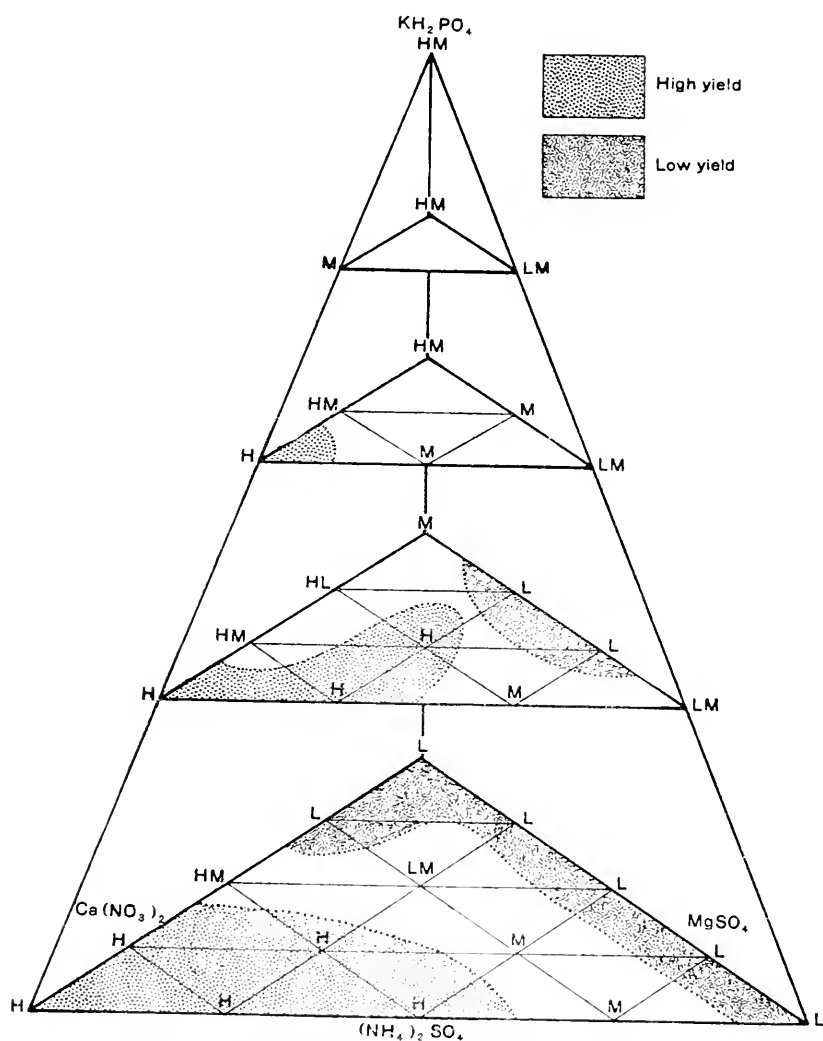 KH₂PO₄
HM
High yield
Low yield
HM
M LM
HM
HM M
H M LM
M
HL L
HM H L
H H M LM
L
L L
HM LM L
Ca(NO₃)₂ MgSO₄
H H M L
H H H M L
(NH₄)₂SO₄